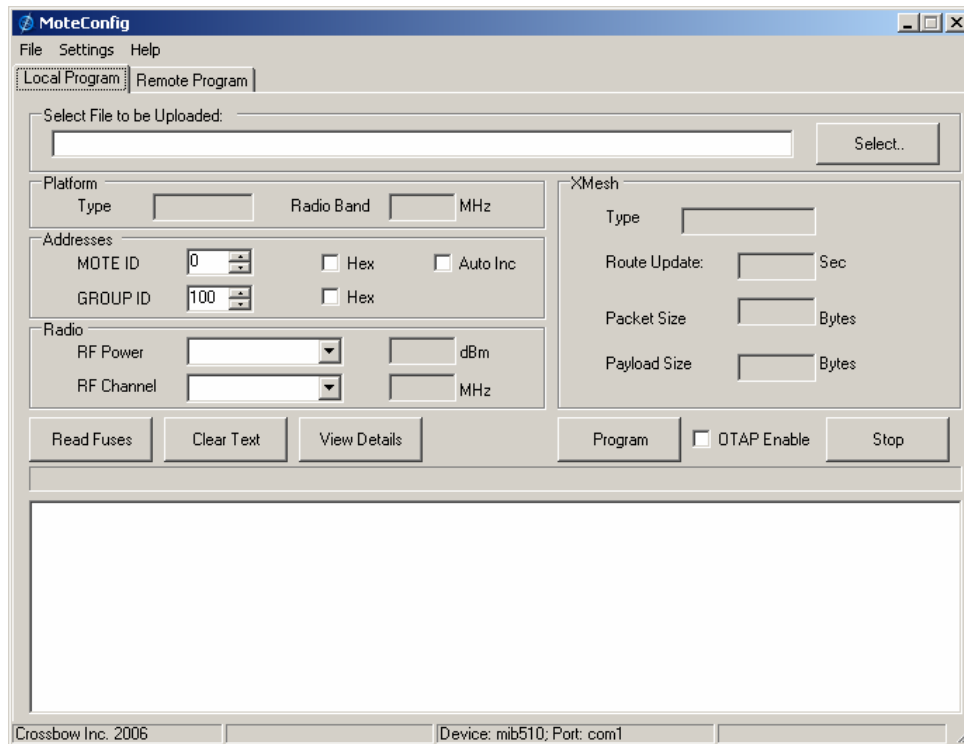 MoteConfig
File Settings Help
Local Program Remote Program
Select File to be Uploaded:
Select..
Platform
Type Radio Band MHz
Addresses
MOTE ID 0 Hex Auto Inc
GROUP ID 100 Hex
Radio
RF Power dBm
RF Channel MHz
XMesh
Type
Route Update: Sec
Packet Size Bytes
Payload Size Bytes
Read Fuses Clear Text View Details Program OTAP Enable Stop
Crossbow Inc. 2006 Device: mib510; Port: com1